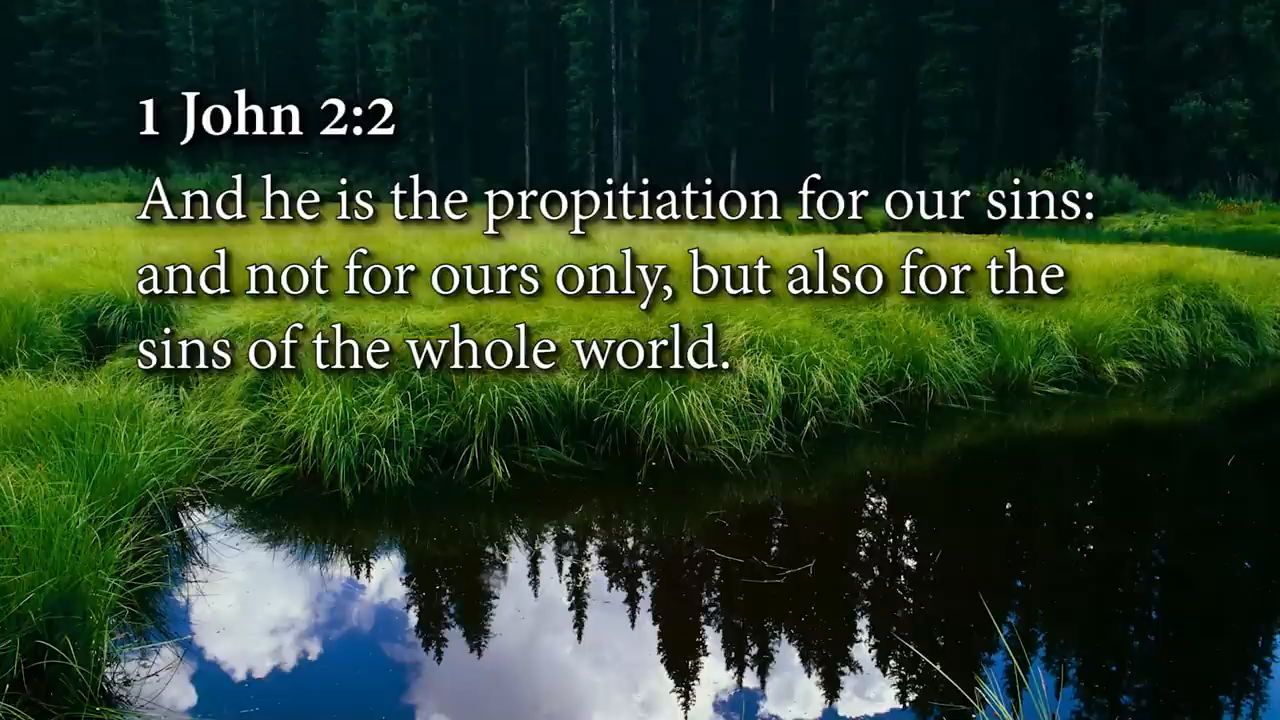 1 John 2:2
And he is the propitiation for our sins:
and not for ours only, but also for the
sins of the whole world.